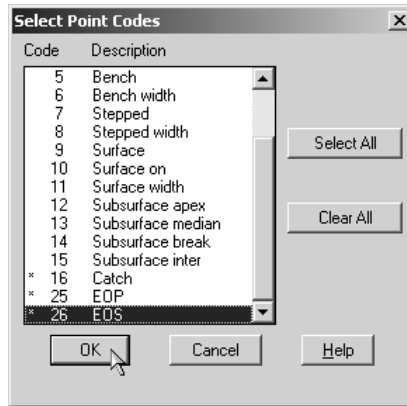 Select Point Codes
Code Description
5 Bench
6 Bench width
7 Stepped
8 Stepped width
9 Surface
10 Surface on
11 Surface width
12 Subsurface apex
13 Subsurface median
14 Subsurface break
15 Subsurface inter
* 16 Catch
* 25 EOP
* 26 EOS
Select All
Clear All
OK Cancel Help